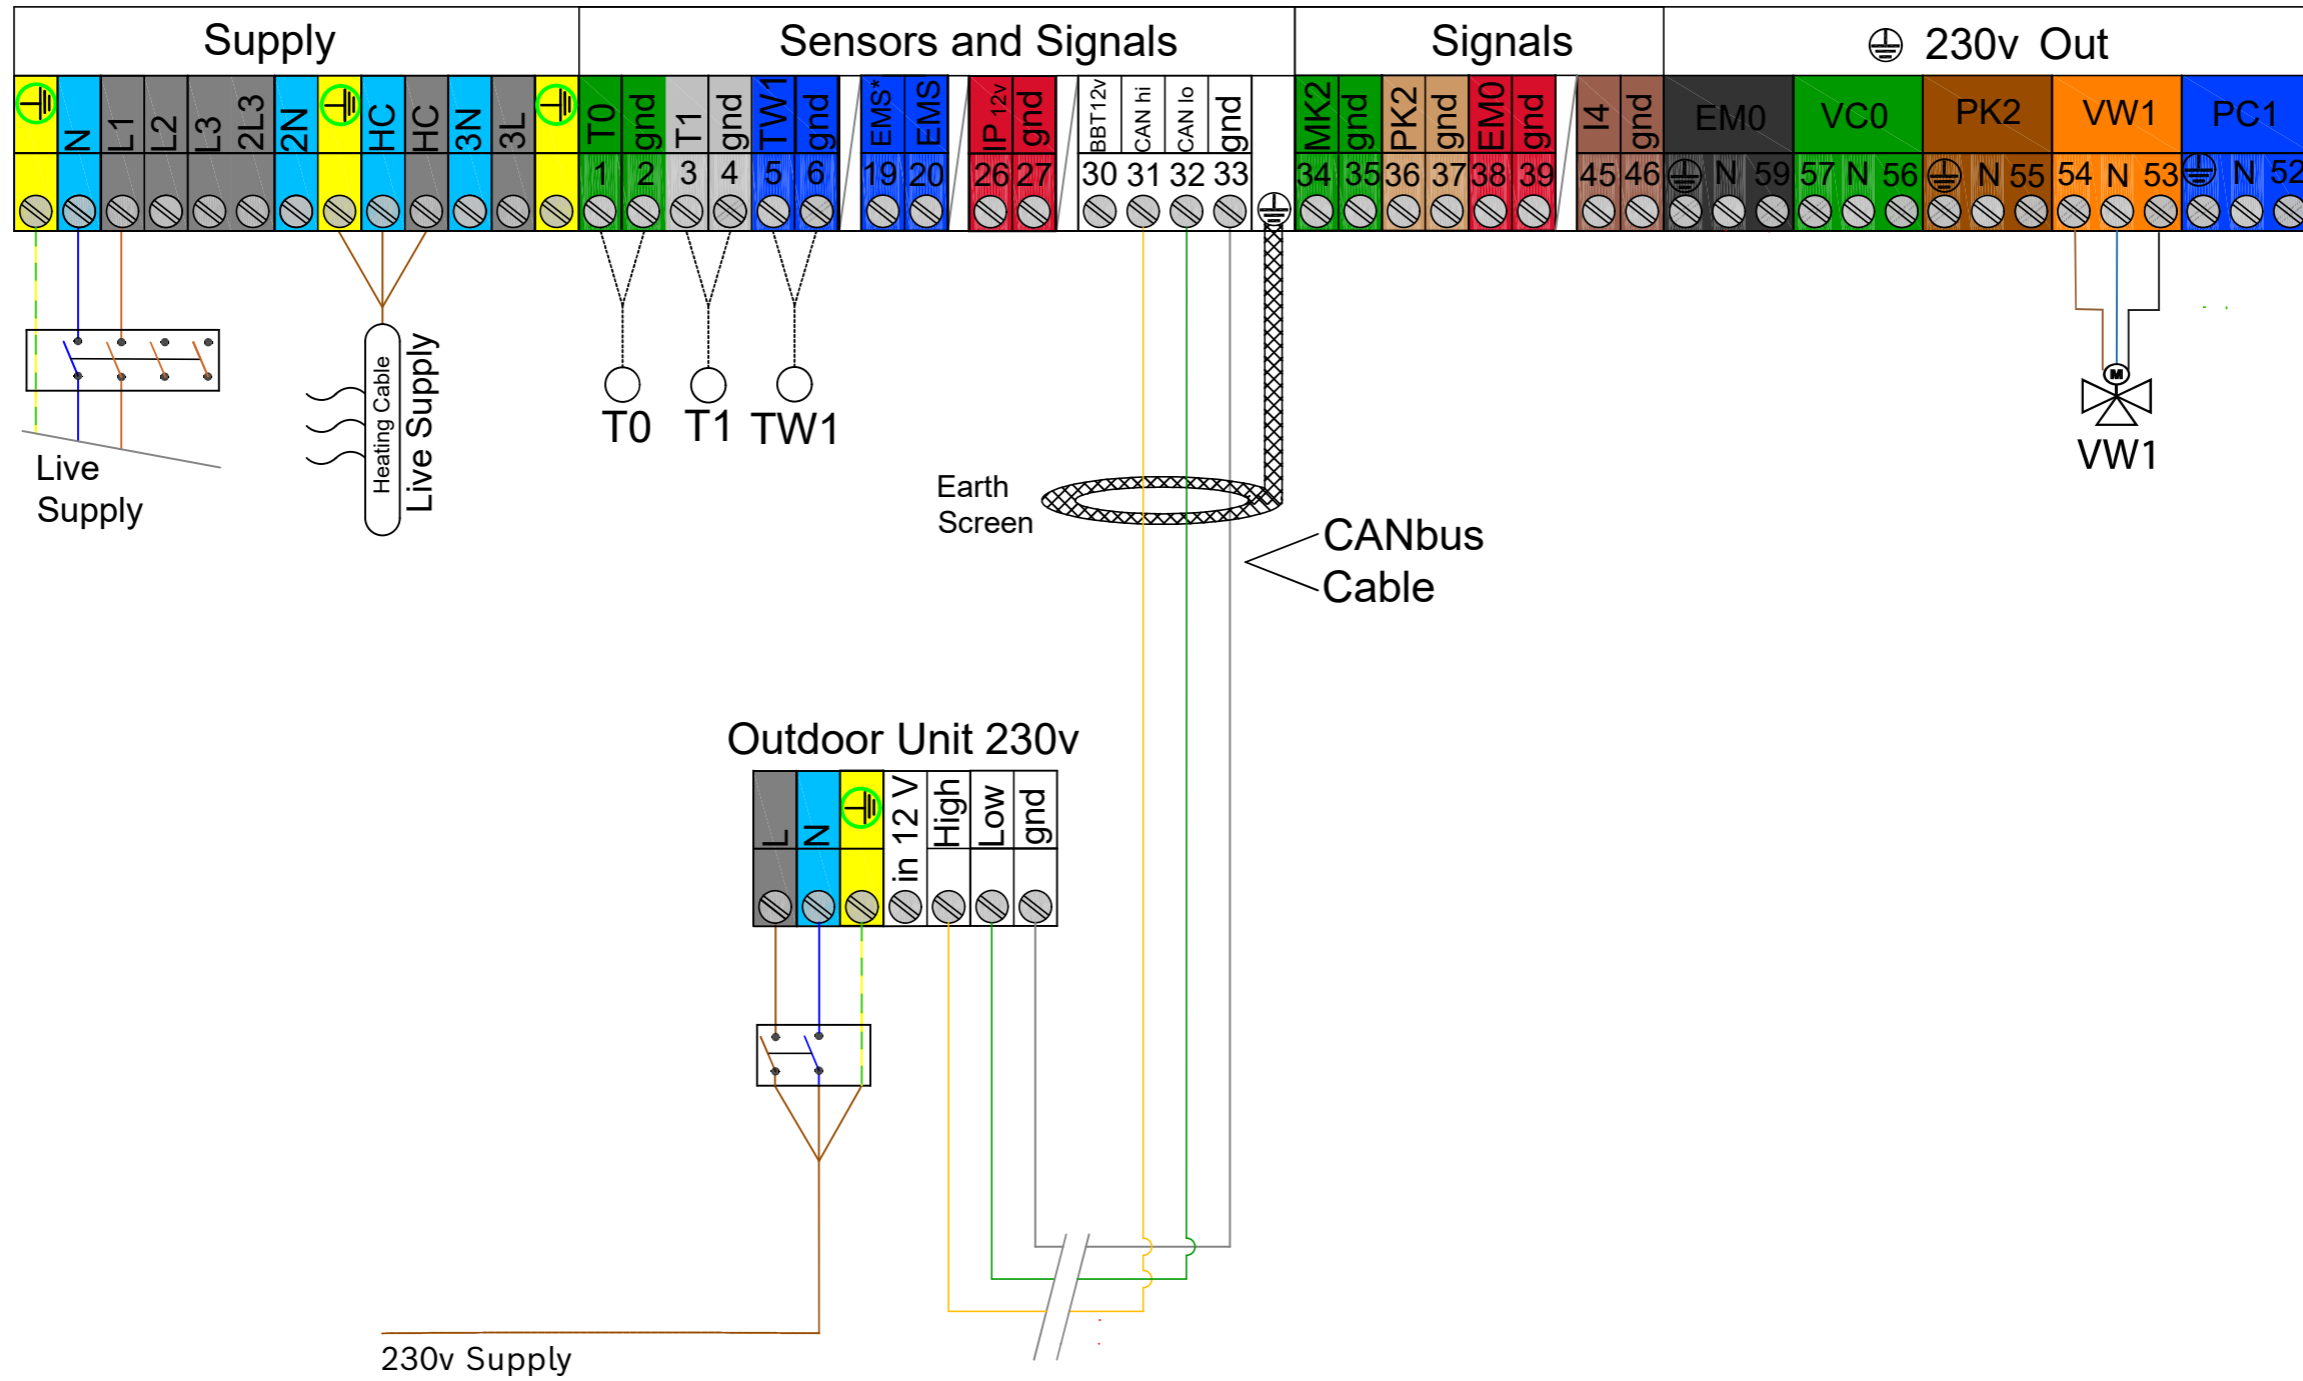 Supply
Sensors and Signals
Signals
230v Out
N
L1
L2
L3
2L3
2N
HC
HC
3N
3L
T0
gnd
T1
gnd
TW1
gnd
EMS*
EMS
IP 12v
gnd
BBT12v
CAN hi
CAN lo
gnd
MK2
gnd
PK2
gnd
EM0
gnd
I4
gnd
EM0
VC0
PK2
VW1
PC1
1 2 3 4 5 6 19 20 26 27 30 31 32 33 34 35 36 37 38 39 45 46 N 59 57 N 56 N 55 54 N 53 N 52
Live
Supply
Heating Cable
Live Supply
T0
T1
TW1
Earth
Screen
CANbus
Cable
M
VW1
Outdoor Unit 230v
L
N
in 12 V
High
Low
gnd
230v Supply